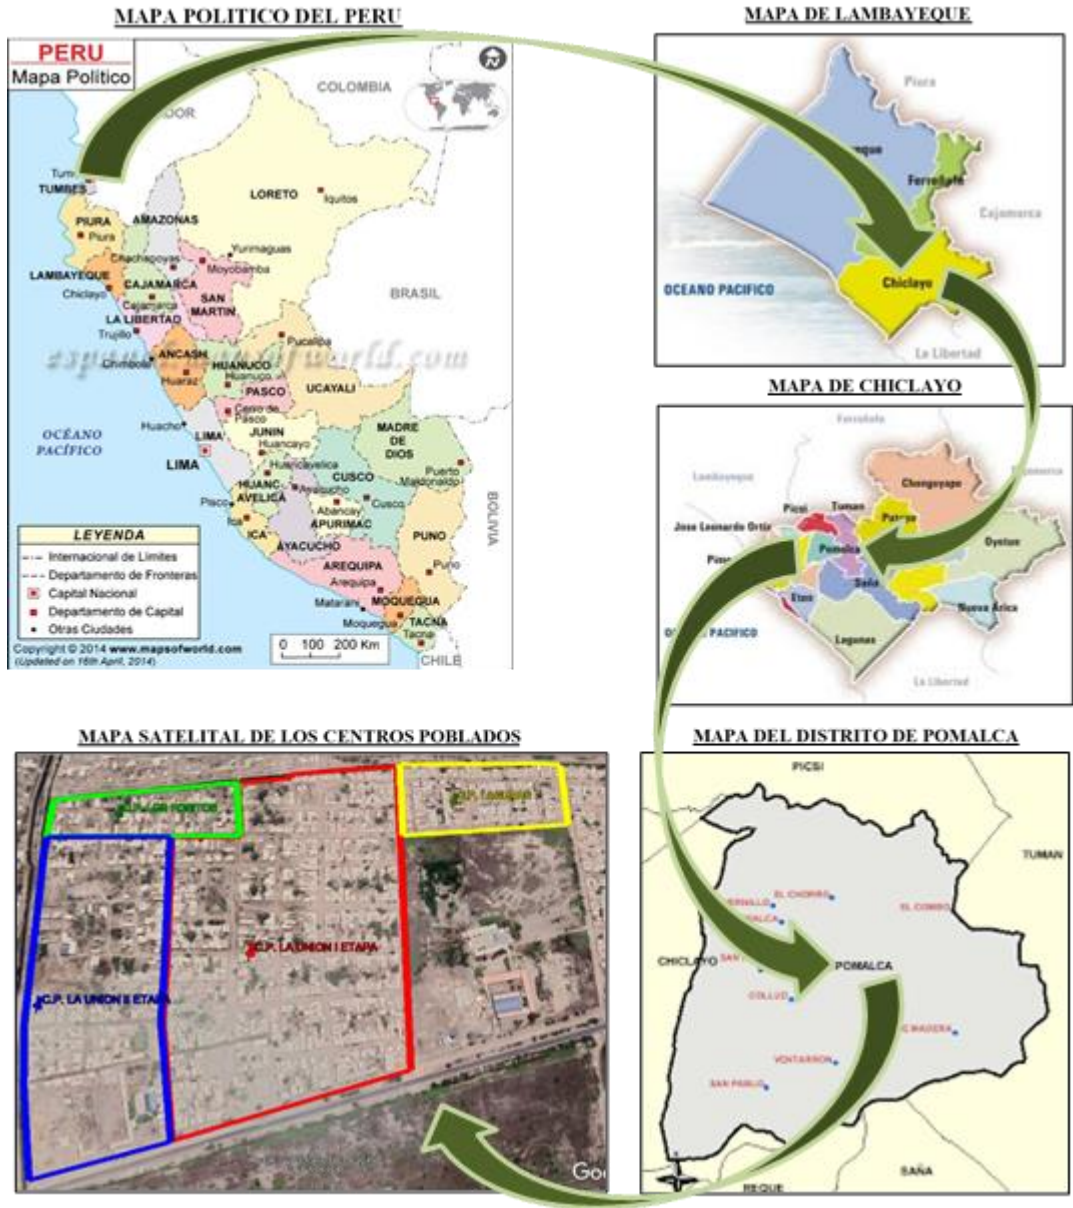 MAPA POLITICO DEL PERU
PERU
Mapa Político
COLOMBIA
TUMBES
PIURA
Piura
AMAZONAS
LORETO
Iquitos
Yurimaguas
Chachapoyas
Moyobamba
LAMBAYEQUE
Chiclayo
CAJAMARCA
Cajamarca
SAN
MARTIN
BRASIL
LA LIBERTAD
Trujillo
Pucallpa
Chimbote
ANCASH
Huaraz
HUANUCO
Huanuco
PASCO
UCAYALI
Cerro de
Pasco
Huacho
LIMA
LIMA
JUNIN
Huancayo
MADRE
DE
DIOS
OCÉANO
PACÍFICO
Huancavelica
HUANC
AVELICA
Ayacucho
CUSCO
Cusco
Puerto
Maldonado
Pisco
Ica
ICA
Abancay
APURIMAC
AYACUCHO
PUNO
Puno
BOLIVIA
AREQUIPA
Arequipa
Matarani
MOQUEGUA
Moquegua
TACNA
Tacna
CHILE
LEYENDA
Internacional de Límites
Departamento de Fronteras
Capital Nacional
Departamento de Capital
Otras Ciudades
0 100 200 Km
Copyright © 2014 www.mapsofworld.com
(Updated on 16th April, 2014)
MAPA DE LAMBAYEQUE
Piura
Ferreñafe
Cajamarca
Chiclayo
OCEANO PACIFICO
La Libertad
MAPA DE CHICLAYO
Ferreñafe
Lambayeque
Chongoyape
Picsi
Tuman
Jose Leonardo Ortiz
Pomalca
Oyotun
Saña
Eten
Nueva Arica
PACIFICO
Lagunas
La Libertad
MAPA SATELITAL DE LOS CENTROS POBLADOS
C.P. LA UNION I ETAPA
C.P. LA UNION II ETAPA
MAPA DEL DISTRITO DE POMALCA
PICSI
TUMAN
EL CHORRO
EL COMBO
CHICLAYO
POMALCA
COLLUD
MADERA
VENTARRON
SAN PABLO
SAÑA
REQUE